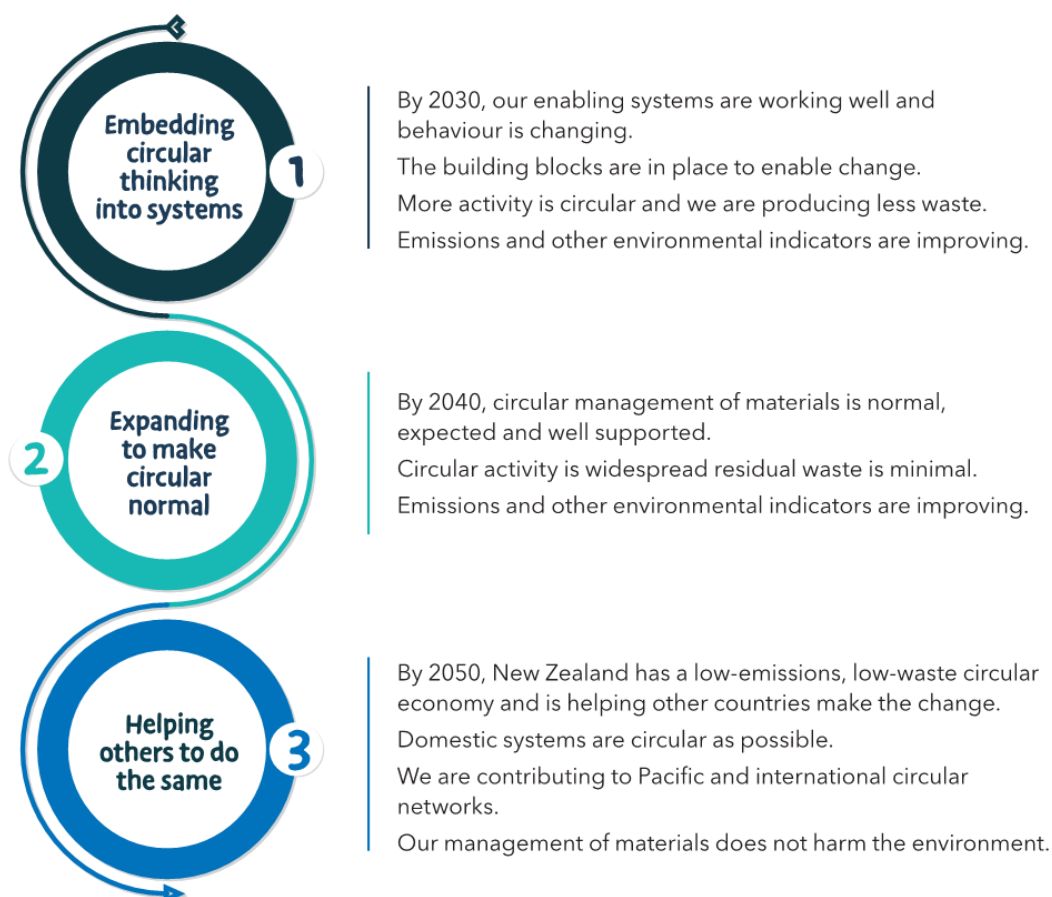 Embedding
circular
thinking
into systems
1
By 2030, our enabling systems are working well and
behaviour is changing.
The building blocks are in place to enable change.
More activity is circular and we are producing less waste.
Emissions and other environmental indicators are improving.
Expanding
to make
circular
normal
2
By 2040, circular management of materials is normal,
expected and well supported.
Circular activity is widespread residual waste is minimal.
Emissions and other environmental indicators are improving.
Helping
others to do
the same
3
By 2050, New Zealand has a low-emissions, low-waste circular
economy and is helping other countries make the change.
Domestic systems are circular as possible.
We are contributing to Pacific and international circular
networks.
Our management of materials does not harm the environment.